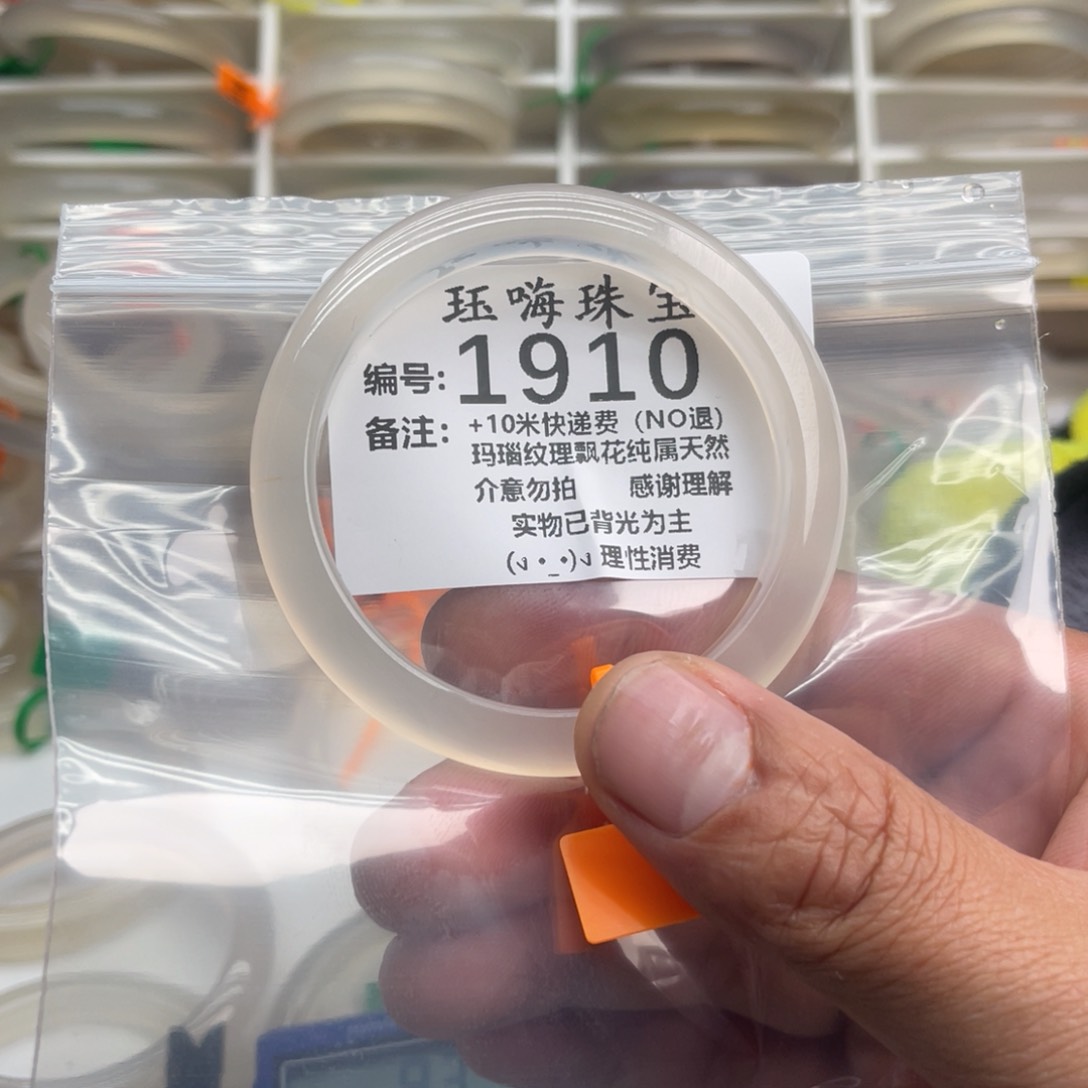 珏嗨珠宝
编号: 1910
备注: +10米快递费 (NO退)
玛瑙纹理飘花纯属天然
介意勿拍 感谢理解
实物已背光为主
(ง •_•)ง 理性消费